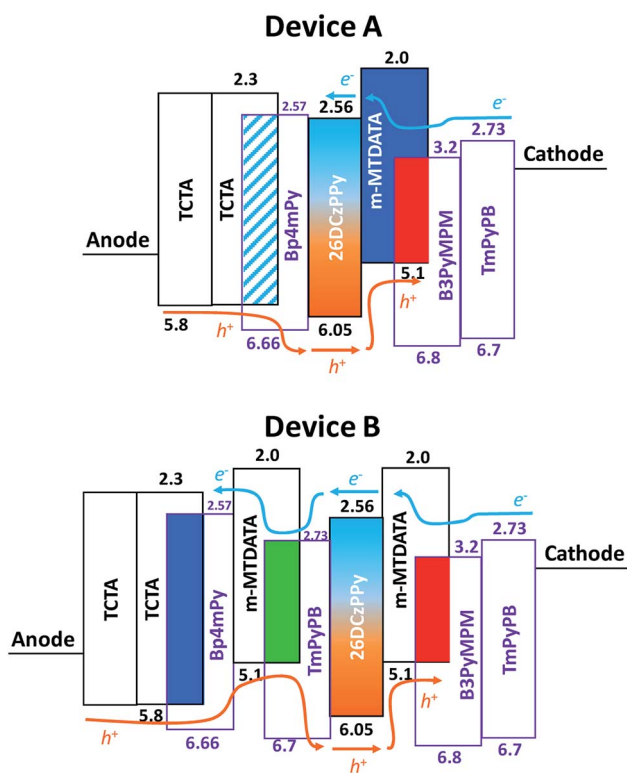 Device A
2.0
2.3
e-
e-
2.57
2.56
2.73
3.2
Cathode
TCTA
TCTA
Bp4mPy
26DCzPPy
m-MTDATA
B3PyMPM
TmPyPB
Anode
5.1
h+
5.8
h+
6.66
6.05
h+
6.8
6.7
Device B
2.0
2.0
2.3
e-
e-
e-
2.57
2.56
2.73
2.73
3.2
Cathode
TCTA
TCTA
Bp4mPy
m-MTDATA
TmPyPB
26DCzPPy
m-MTDATA
B3PyMPM
TmPyPB
Anode
5.1
5.1
h+
5.8
h+
6.66
6.7
6.05
h+
6.8
6.7